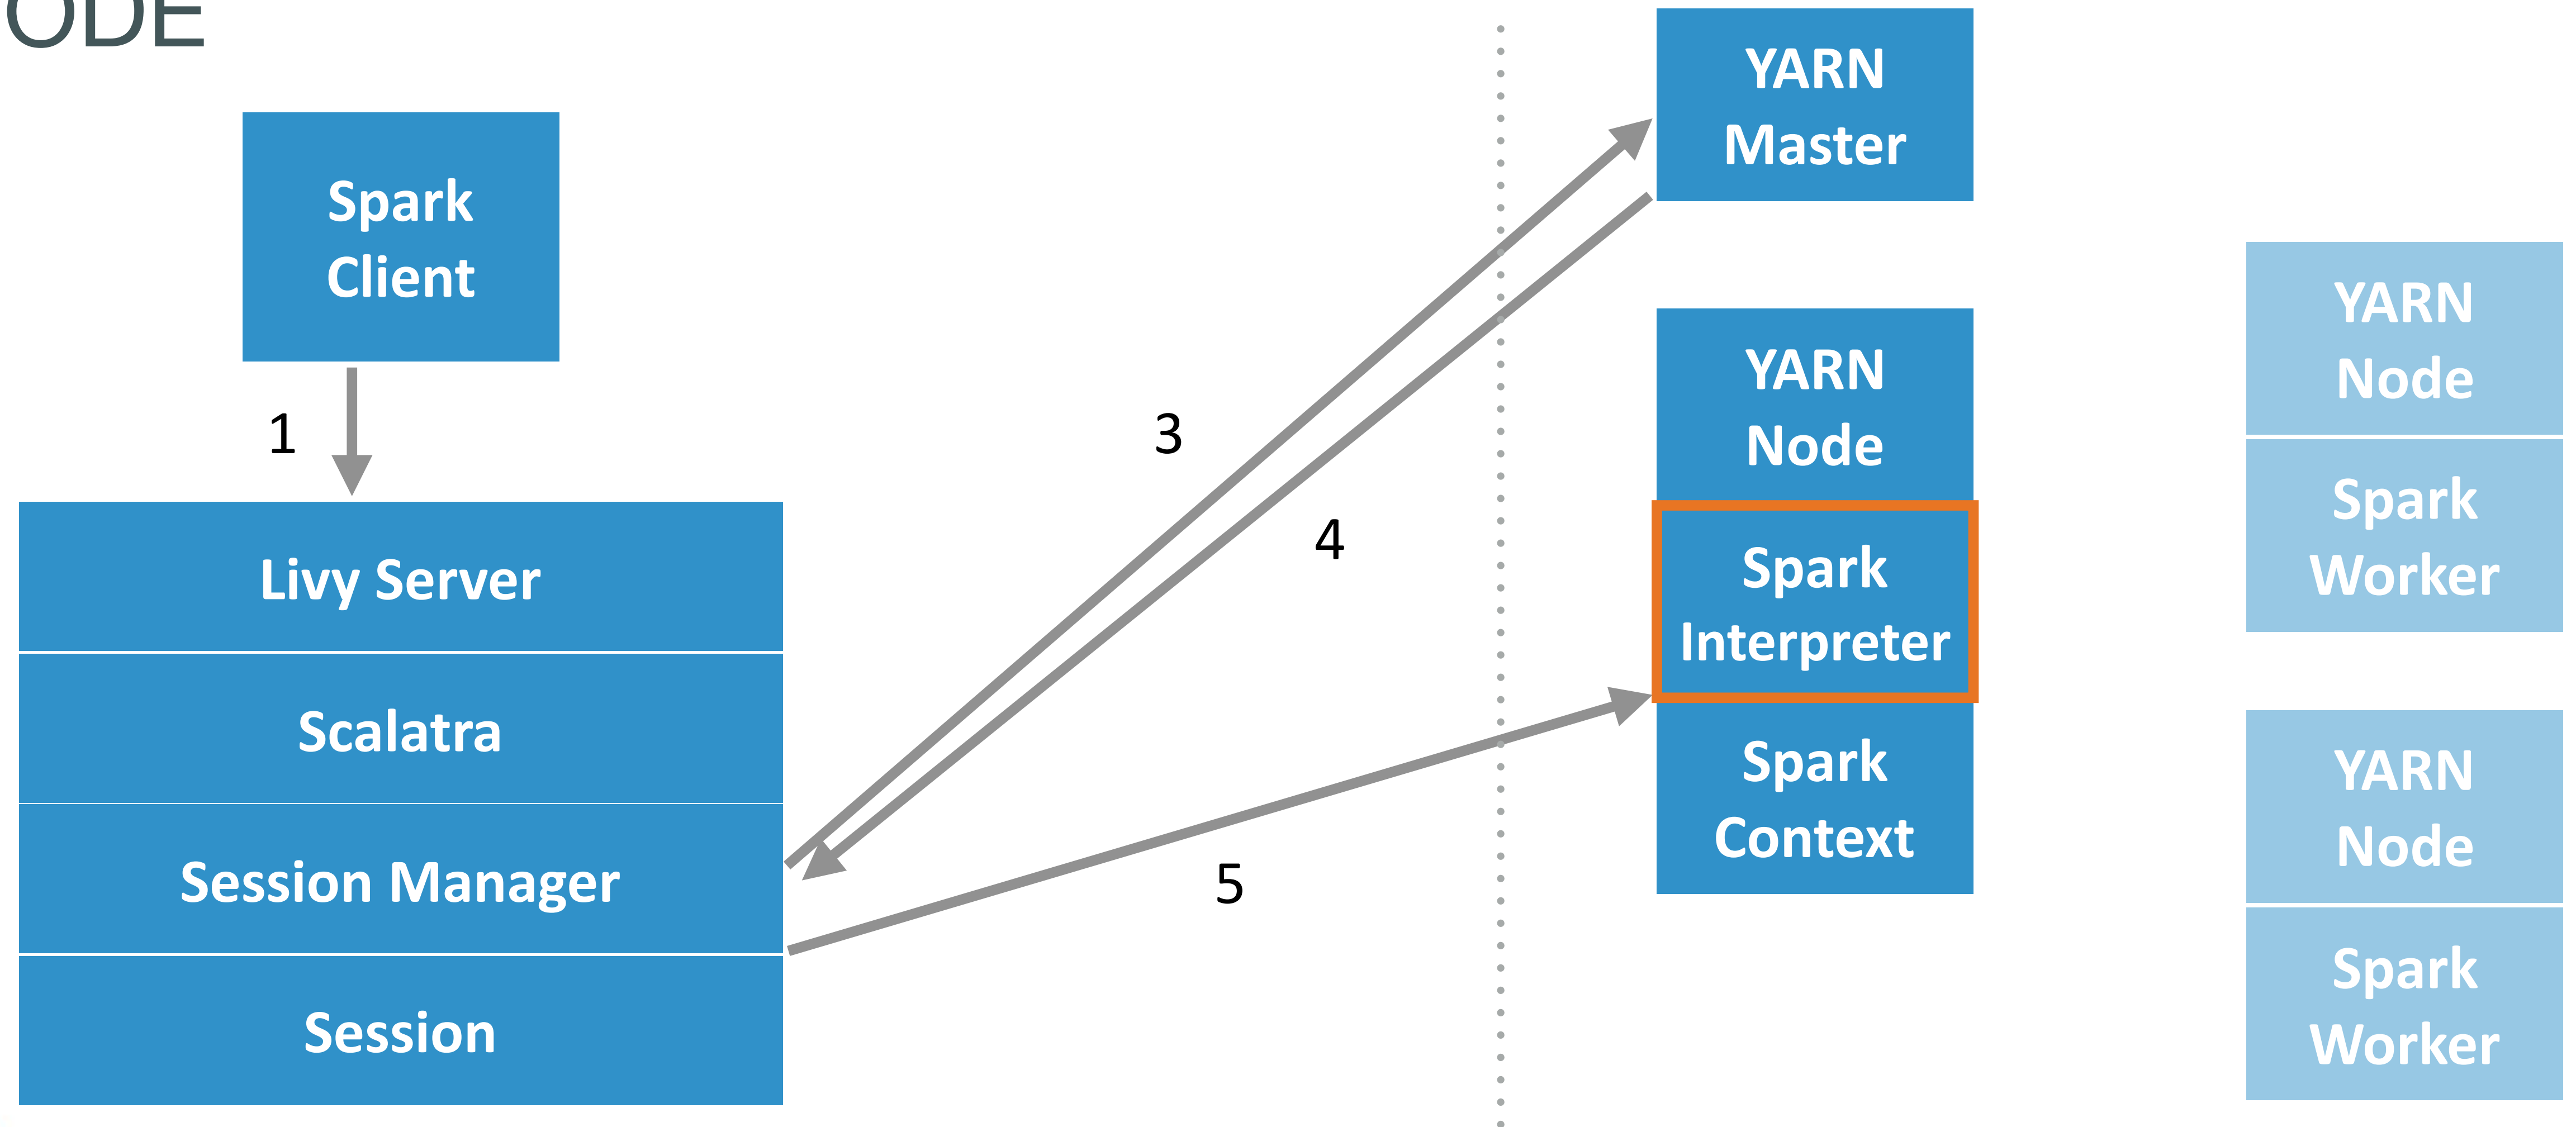 ODE
Spark
Client
1
Livy Server
Scalatra
Session Manager
Session
3
4
5
YARN
Master
YARN
Node
Spark
Interpreter
Spark
Context
YARN
Node
Spark
Worker
YARN
Node
Spark
Worker